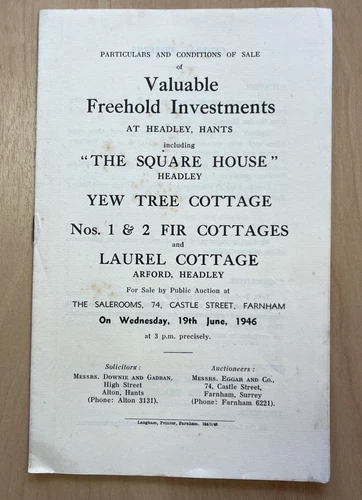 PARTICULARS AND CONDITIONS OF SALE
of
Valuable
Freehold Investments
AT HEADLEY, HANTS
including
"THE SQUARE HOUSE"
HEADLEY
YEW TREE COTTAGE
Nos. 1 & 2 FIR COTTAGES
and
LAUREL COTTAGE
ARFORD, HEADLEY
For Sale by Public Auction at
THE SALEROOMS, 74, CASTLE STREET, FARNHAM
On Wednesday, 19th June, 1946
at 3 p.m. precisely.
Solicitors :
MESSRS. DOWNIE AND GADBAN,
High Street
Alton, Hants
(Phone: Alton 3131).
Auctioneers :
MESSRS. EGGAR AND CO.,
74, Castle Street,
Farnham, Surrey
(Phone: Farnham 6221).
Langham, Printer, Farnham.